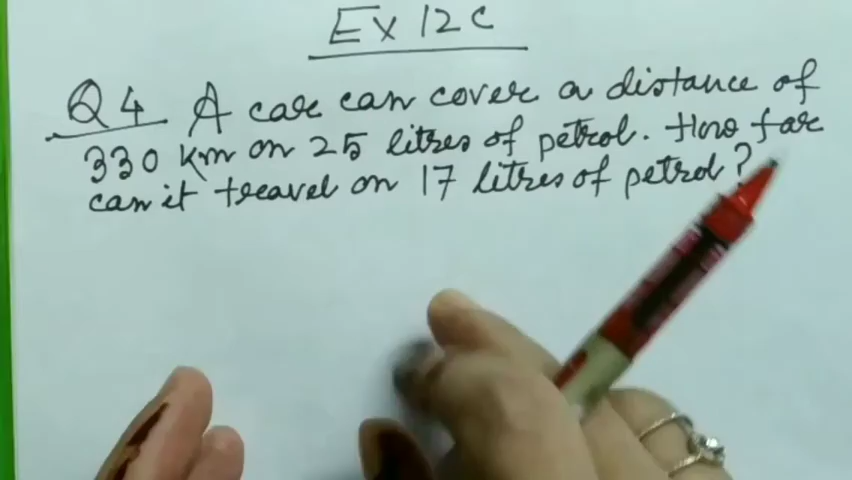 Ex 12c
Q4 A car can cover a distance of
330 km on 25 litres of petrol. How far
can it travel on 17 litres of petrol?